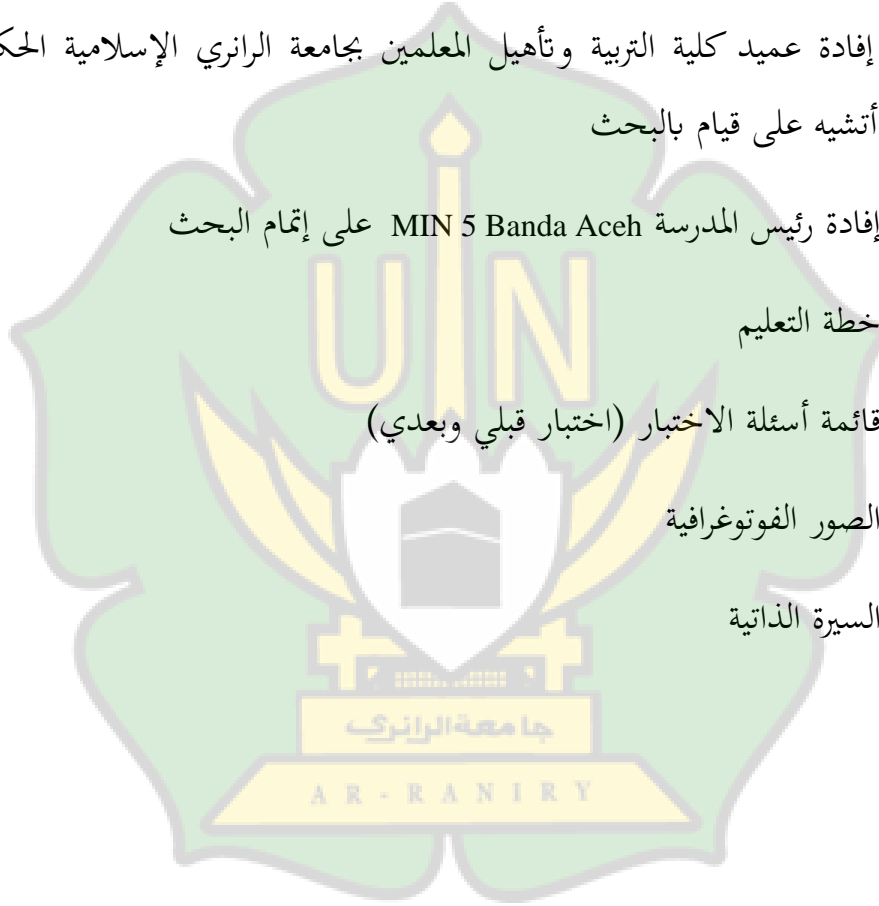 إفادة عميد كلية التربية وتأهيل المعلمين بجامعة الرانري الإسلامية
أتشيه على قيام بالبحث
إفادة رئيس المدرسة MIN 5 Banda Aceh على إتمام البحث
خطة التعليم
قائمة أسئلة الاختبار (اختبار قبلي وبعدي)
الصور الفوتوغرافية
السيرة الذاتية
UIN
جامعة الرانري
AR-RANIRY